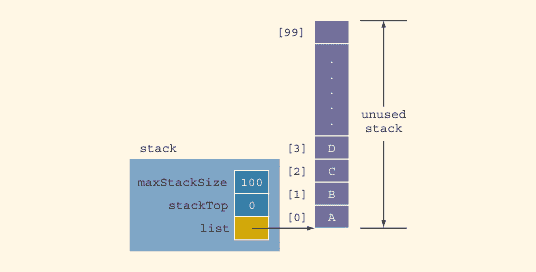 [99]
.
.
.
.
.
unused
stack
stack
[3] D
[2] C
maxStackSize 100
[1] B
stackTop 0
[0] A
list